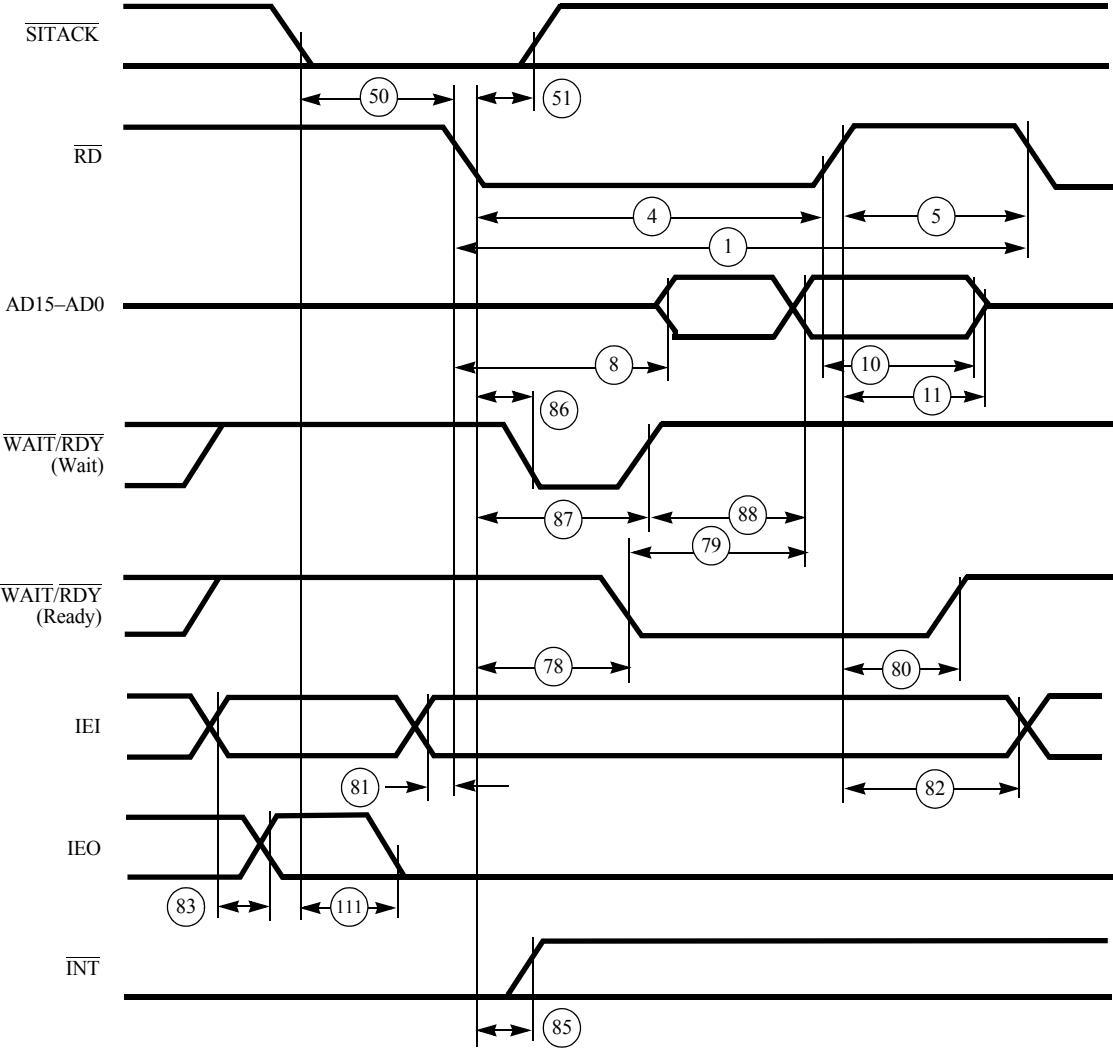 SITACK
50
51
RD
4
5
1
AD15–AD0
8
10
11
86
WAIT/RDY
(Wait)
87
88
79
WAIT/RDY
(Ready)
78
80
IEI
81
82
IEO
83
111
INT
85